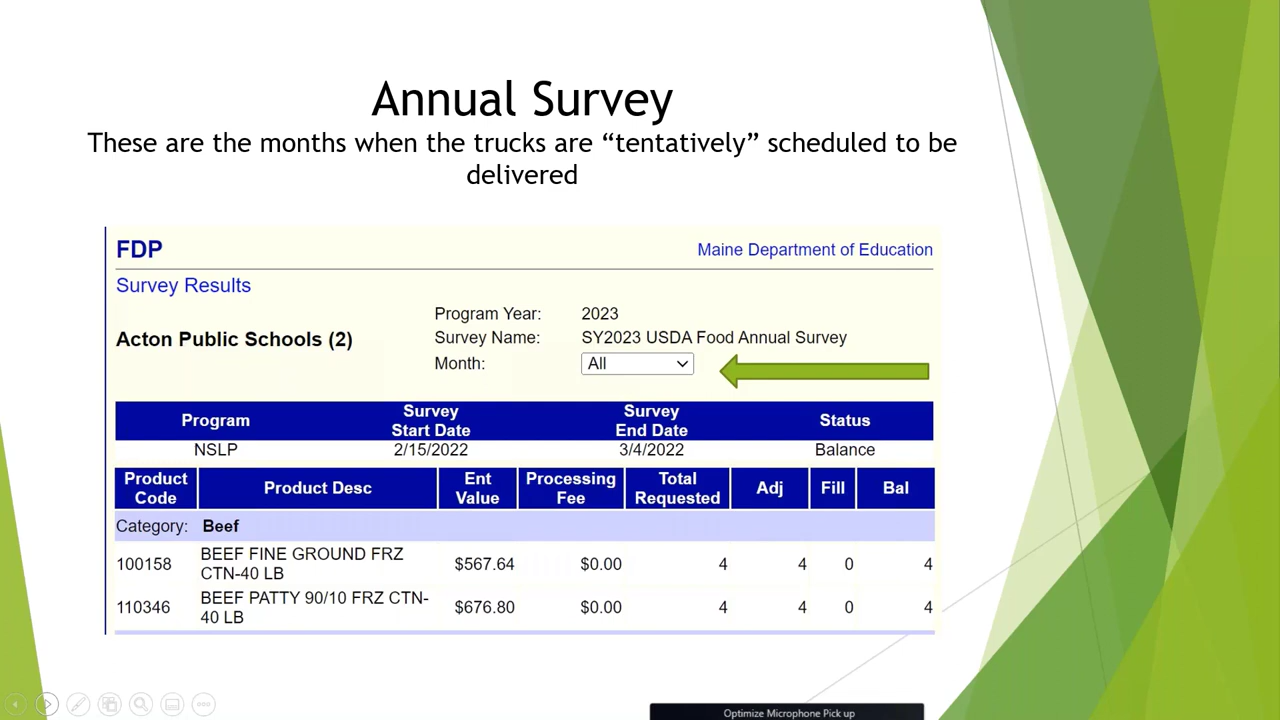 Annual Survey
These are the months when the trucks are “tentatively” scheduled to be
delivered
FDP
Maine Department of Education
Survey Results
Acton Public Schools (2)
Program Year: 2023
Survey Name: SY2023 USDA Food Annual Survey
Month: All
Program Survey Start Date Survey End Date Status
NSLP 2/15/2022 3/4/2022 Balance
Product Code Product Desc Ent Value Processing Fee Total Requested Adj Fill Bal
Category: Beef
100158 BEEF FINE GROUND FRZ CTN-40 LB $567.64 $0.00 4 4 0 4
110346 BEEF PATTY 90/10 FRZ CTN-40 LB $676.80 $0.00 4 4 0 4
Optimize Microphone Pick up